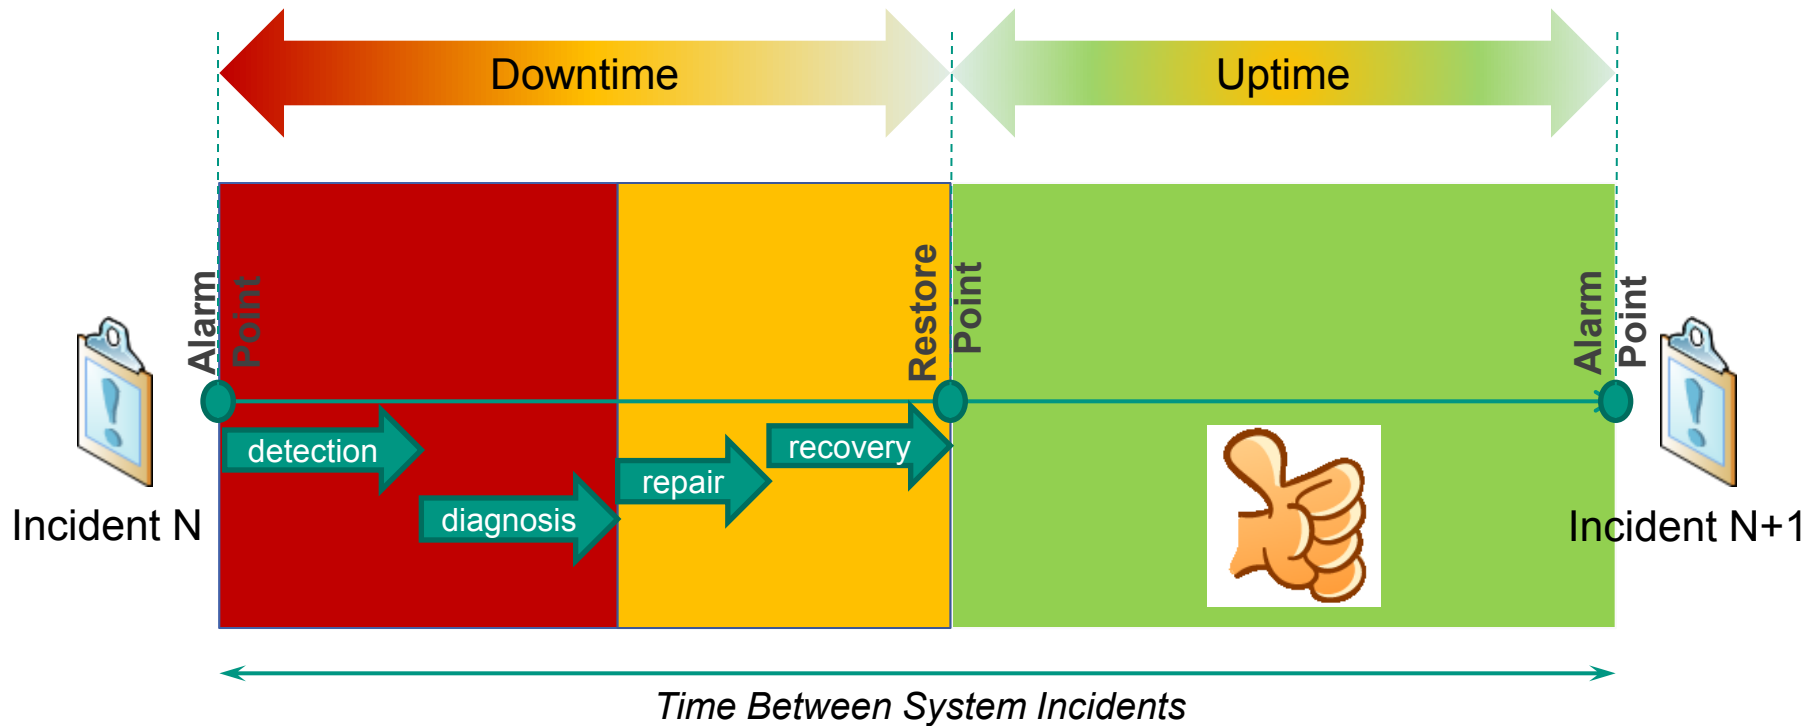 Downtime
Uptime
Alarm
Point
Restore
Point
Alarm
Point
detection
diagnosis
repair
recovery
Incident N
Incident N+1
Time Between System Incidents